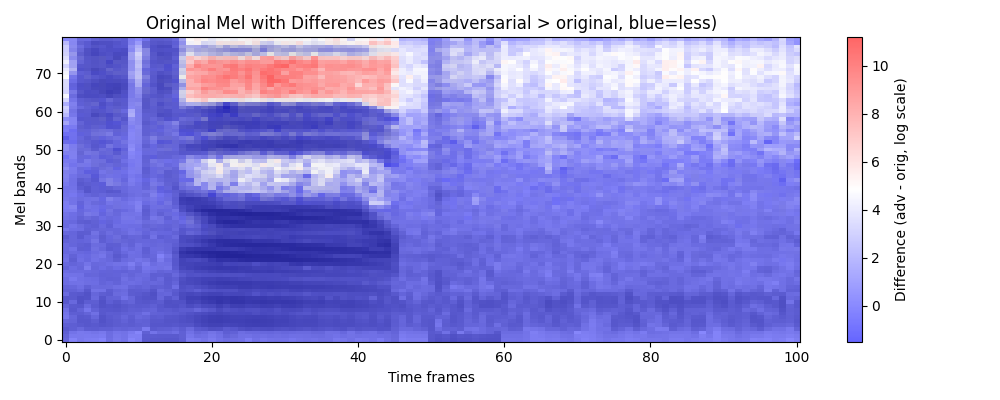 Original Mel with Differences (red=adversarial > original, blue=less)
Mel bands
70
60
50
40
30
20
10
0
0 20 40 60 80 100
Time frames
10
8
6
4
2
0
Difference (adv - orig, log scale)